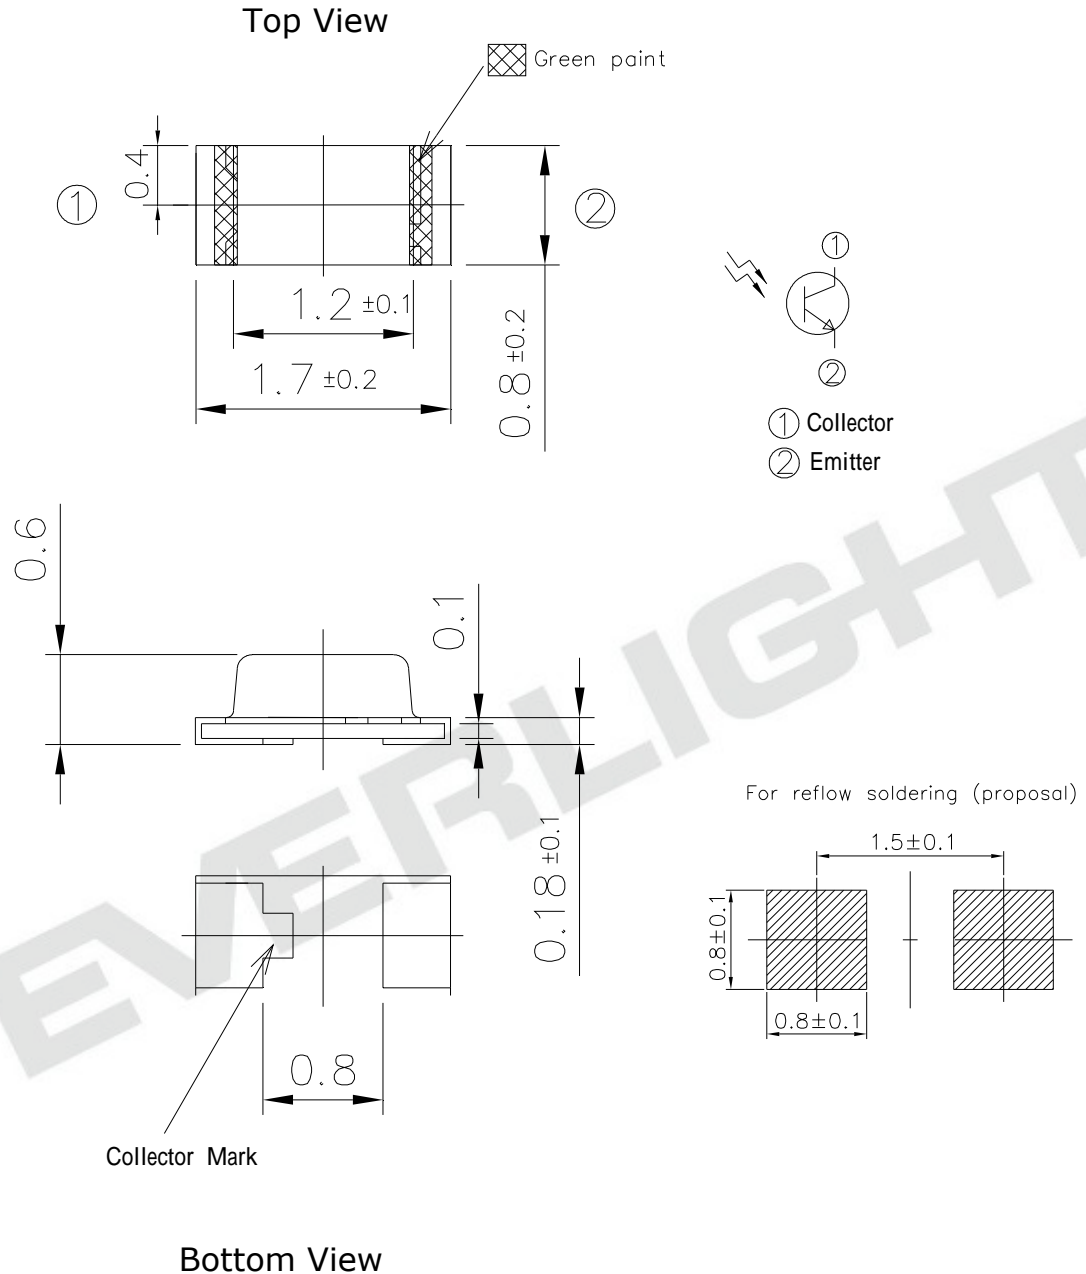 Top View
Green paint
0.4
1
2
1.2 ±0.1
1.7 ±0.2
0.8 ±0.2
1
2
1 Collector
2 Emitter
0.6
0.1
0.18 ±0.1
EVERLIGHT
For reflow soldering (proposal)
1.5±0.1
0.8±0.1
0.8±0.1
0.8
Collector Mark
Bottom View